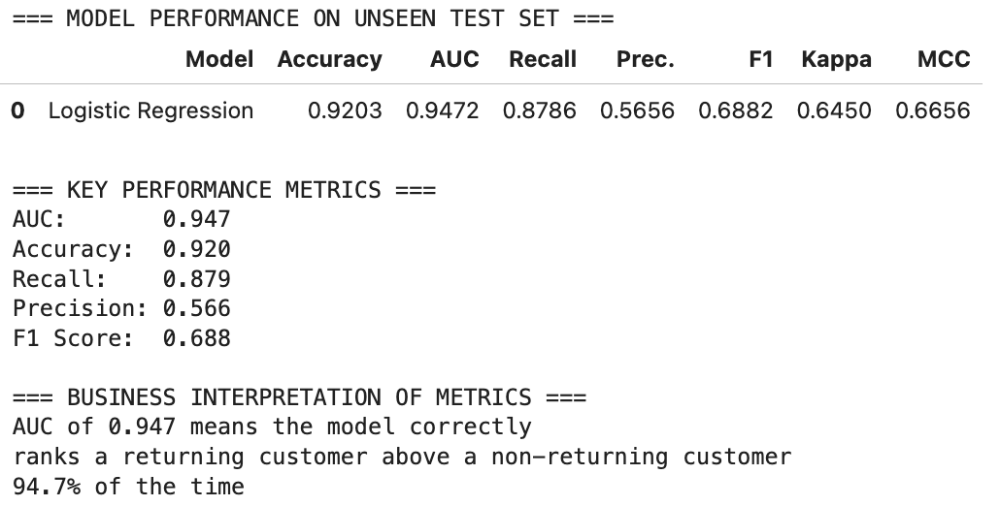 === MODEL PERFORMANCE ON UNSEEN TEST SET ===
Model Accuracy AUC Recall Prec. F1 Kappa MCC
0 Logistic Regression 0.9203 0.9472 0.8786 0.5656 0.6882 0.6450 0.6656
=== KEY PERFORMANCE METRICS ===
AUC: 0.947
Accuracy: 0.920
Recall: 0.879
Precision: 0.566
F1 Score: 0.688
=== BUSINESS INTERPRETATION OF METRICS ===
AUC of 0.947 means the model correctly
ranks a returning customer above a non-returning customer
94.7% of the time